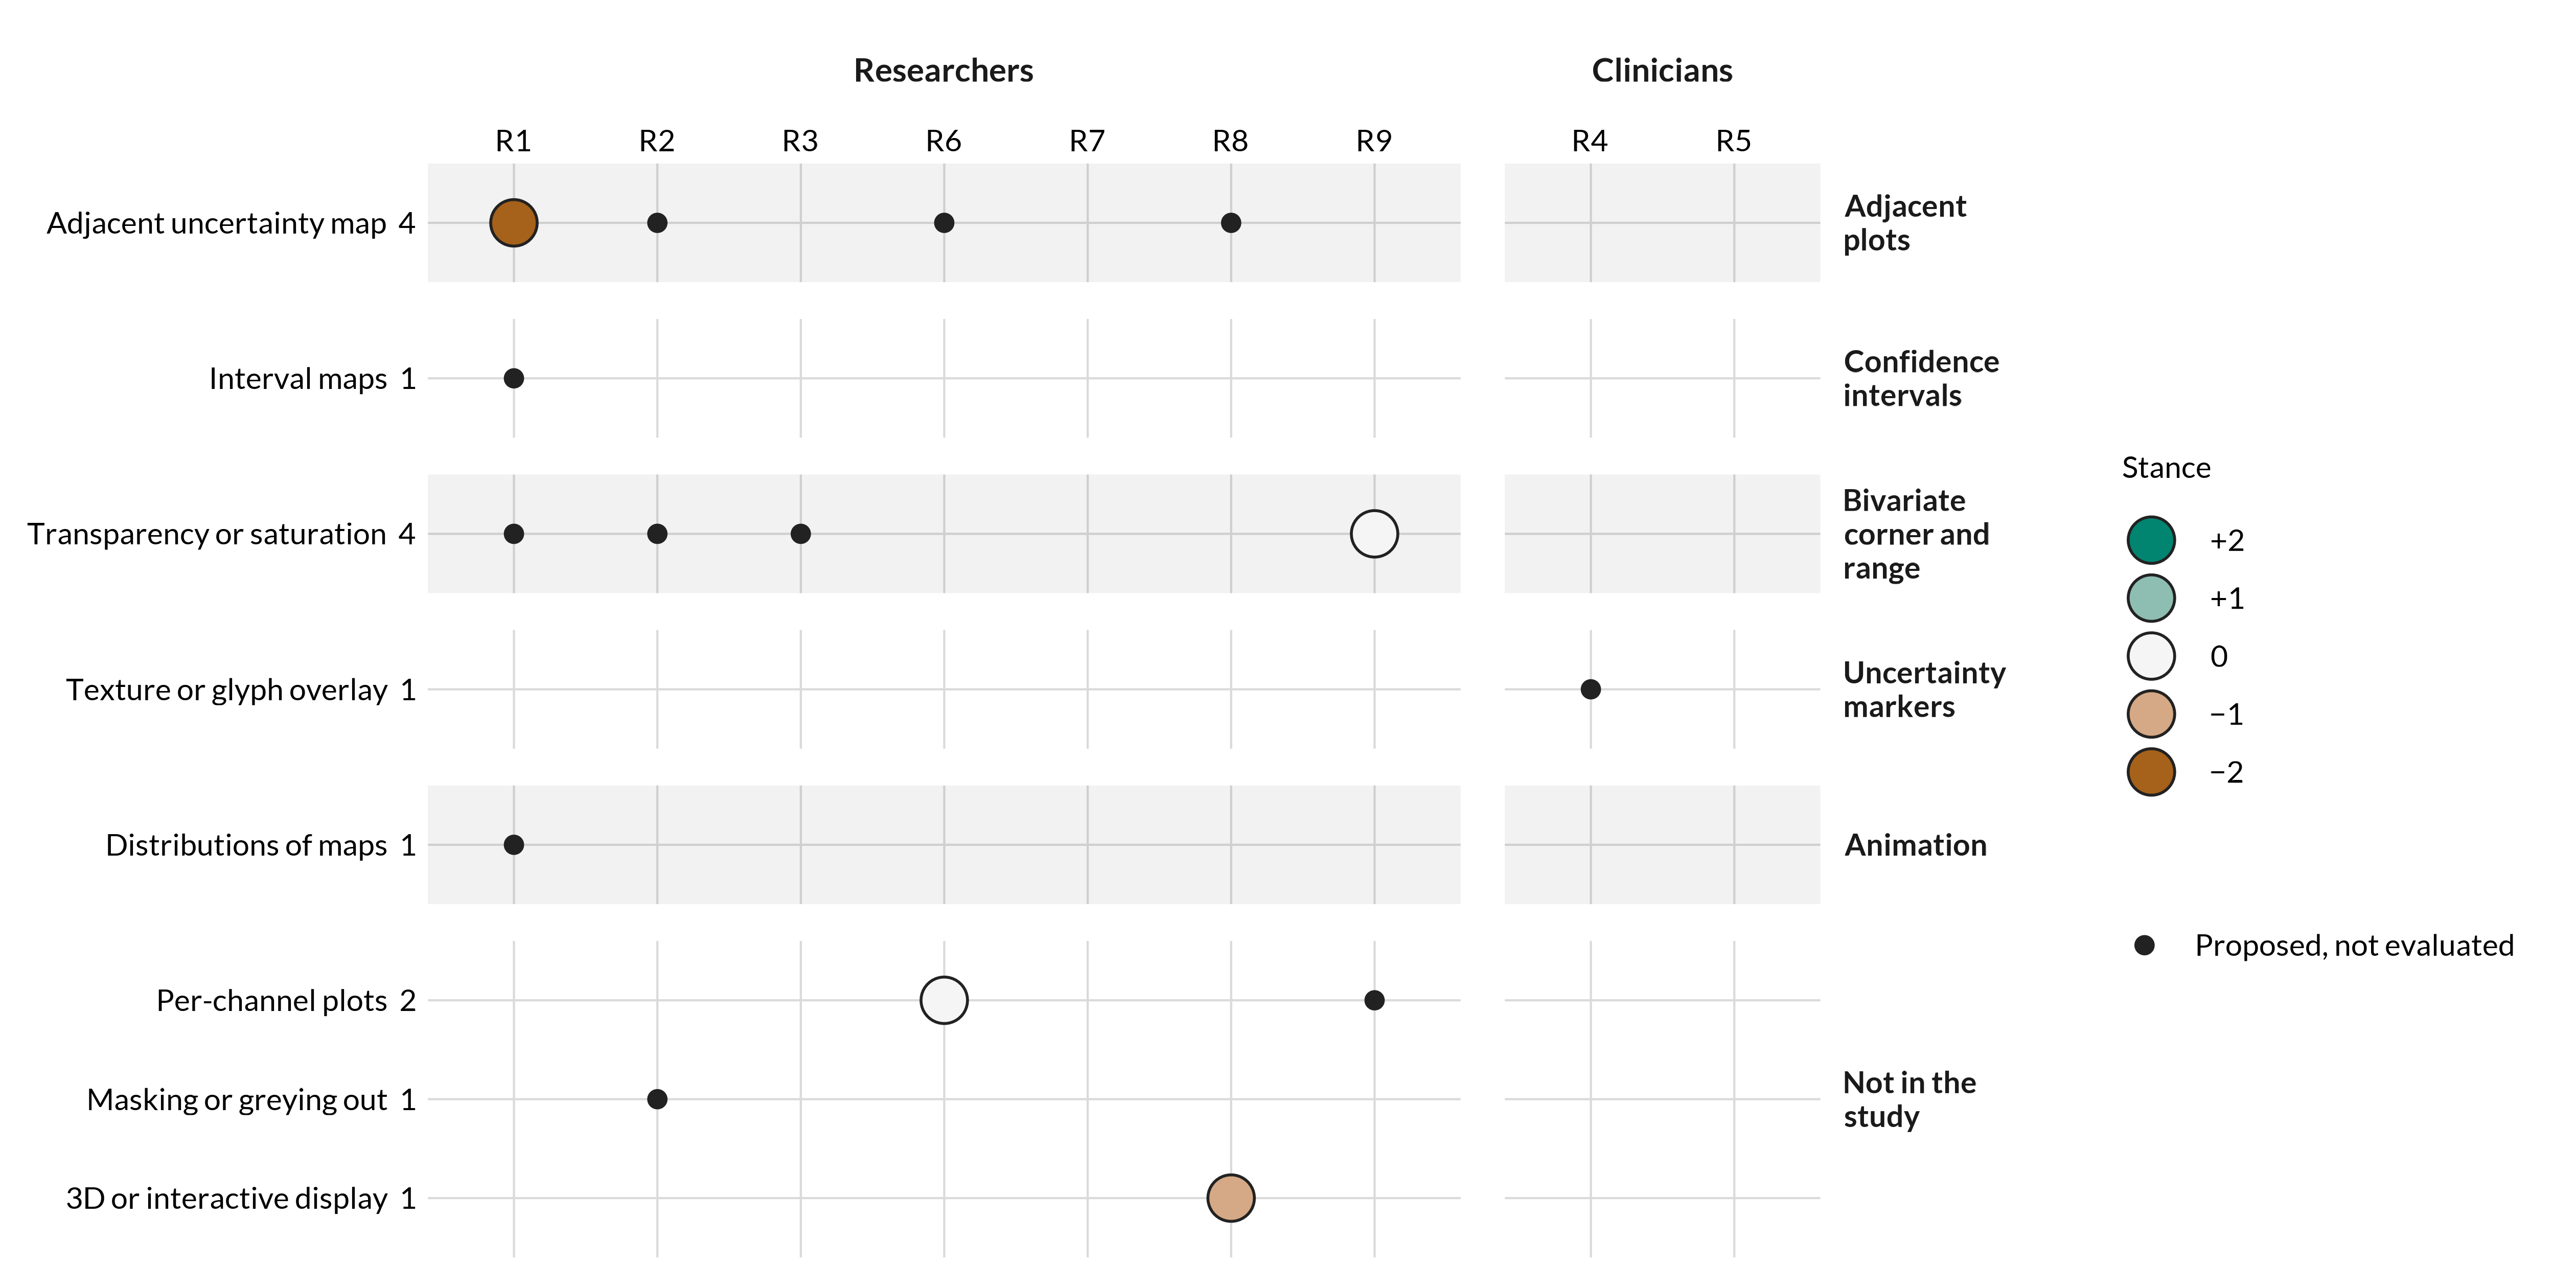 Researchers
Clinicians
R1 R2 R3 R6 R7 R8 R9 R4 R5
Adjacent uncertainty map 4
Adjacent
plots
Interval maps 1
Confidence
intervals
Transparency or saturation 4
Bivariate
corner and
range
Texture or glyph overlay 1
Uncertainty
markers
Distributions of maps 1
Animation
Per-channel plots 2
Masking or greying out 1
3D or interactive display 1
Not in the
study
Stance
+2
+1
0
−1
−2
Proposed, not evaluated